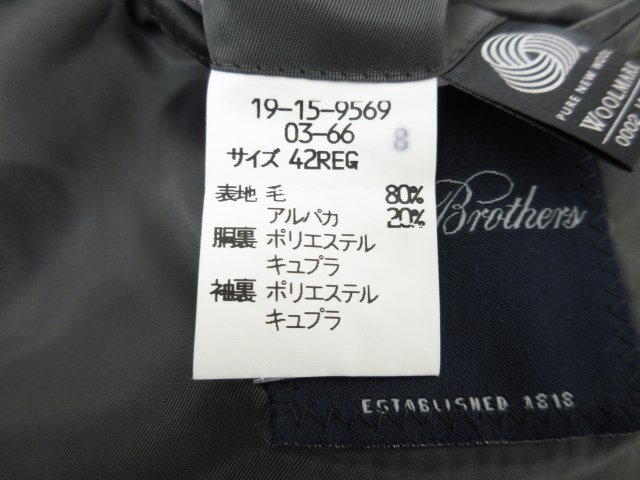 19-15-9569
03-66 8
サイズ 42REG
表地 毛 80%
アルパカ 20%
胴裏 ポリエステル
キュプラ
袖裏 ポリエステル
キュプラ
PURE NEW WOOL
WOOLMARK
0002
Brothers
ESTABLISHED 1818